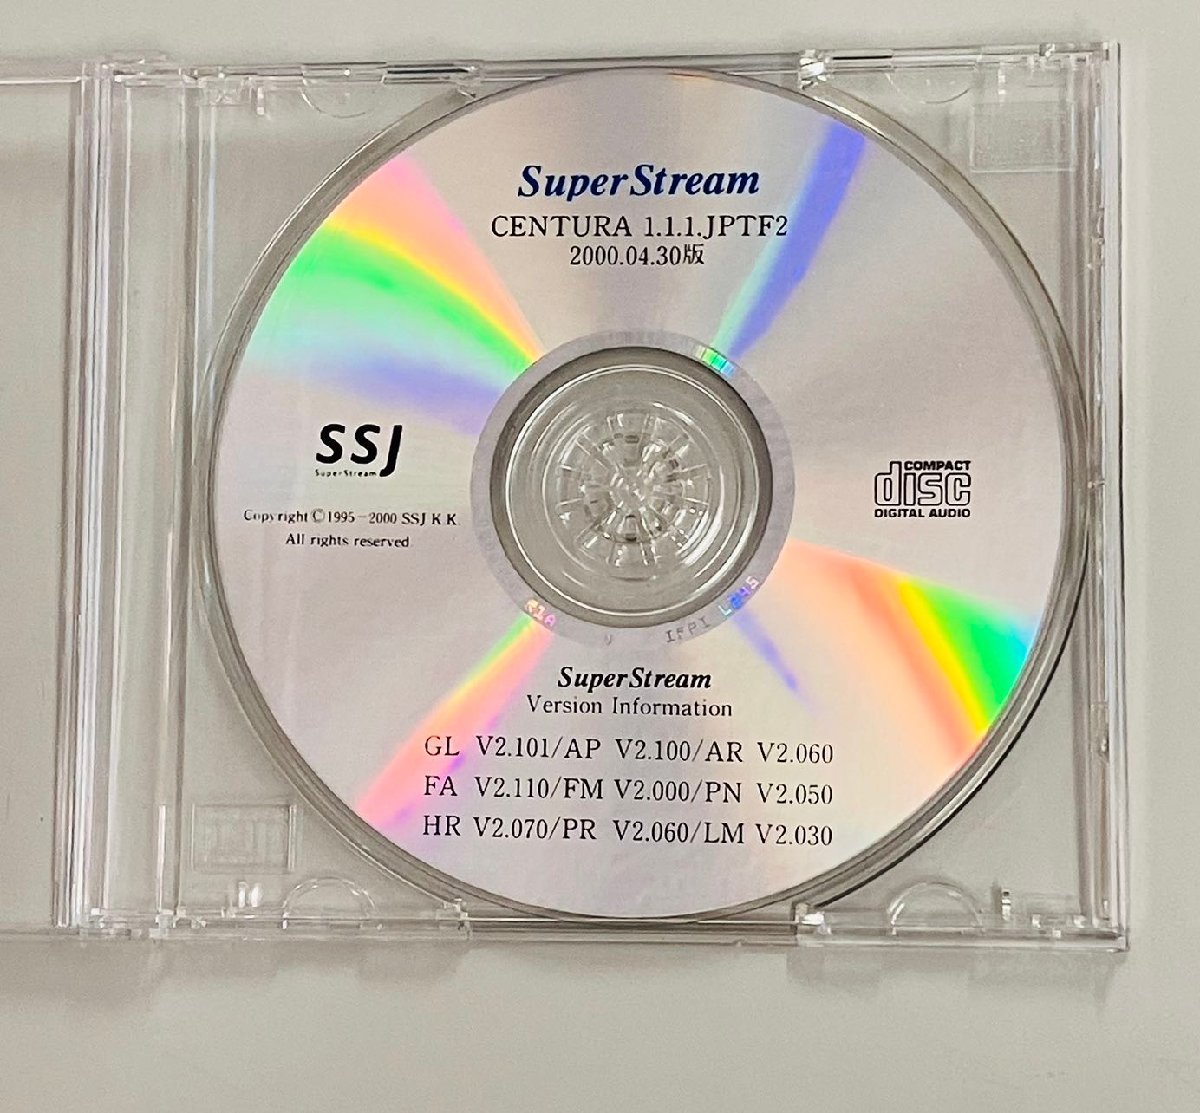 SuperStream
CENTURA 1.1.1.JPTF2
2000.04.30版
SSJ
SuperStream
Copyright©1995-2000 SSJ K.K.
All rights reserved.
COMPACT
disc
DIGITAL AUDIO
IFPI
SuperStream
Version Information
GL V2.101/AP V2.100/AR V2.060
FA V2.110/FM V2.000/PN V2.050
HR V2.070/PR V2.060/LM V2.030